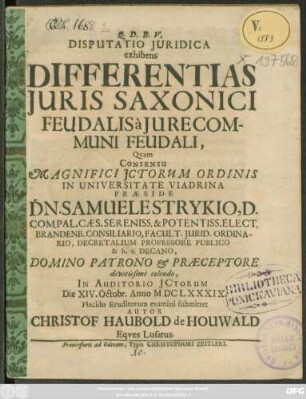 Q. D. B. V.
DISPUTATIO JURIDICA
exhibens
DIFFERENTIAS
JURIS SAXONICI
FEUDALIS à JURE COM-
MUNI FEUDALI,
Quam
CONSENSU
MAGNIFICI JCTORUM ORDINIS
IN UNIVERSITATE VIADRINA
PRÆSIDE
DN. SAMUELE STRYKIO, D.
COM. PAL. CÆS. SERENISS. & POTENTISS. ELECT.
BRANDENB. CONSILIARIO, FACULT. JURID. ORDINA-
RIO, DECRETALIUM PROFESSORE PUBLICO
& h. t. DECANO,
DOMINO PATRONO & PRÆCEPTORE
devotissimè colendo,
IN AUDITORIO JCTORUM
Die XIV. Octobr. Anno M DC LXXXIX.
Placido Eruditorum examini submittet
AUTOR
CHRISTOF HAUBOLD de HOUWALD
Eqves Lusatus.
Francofurti ad Oderam, Typis CHRISTOPHORI ZEITLERI.
BIBLIOTHECA
PONICKAVIANA